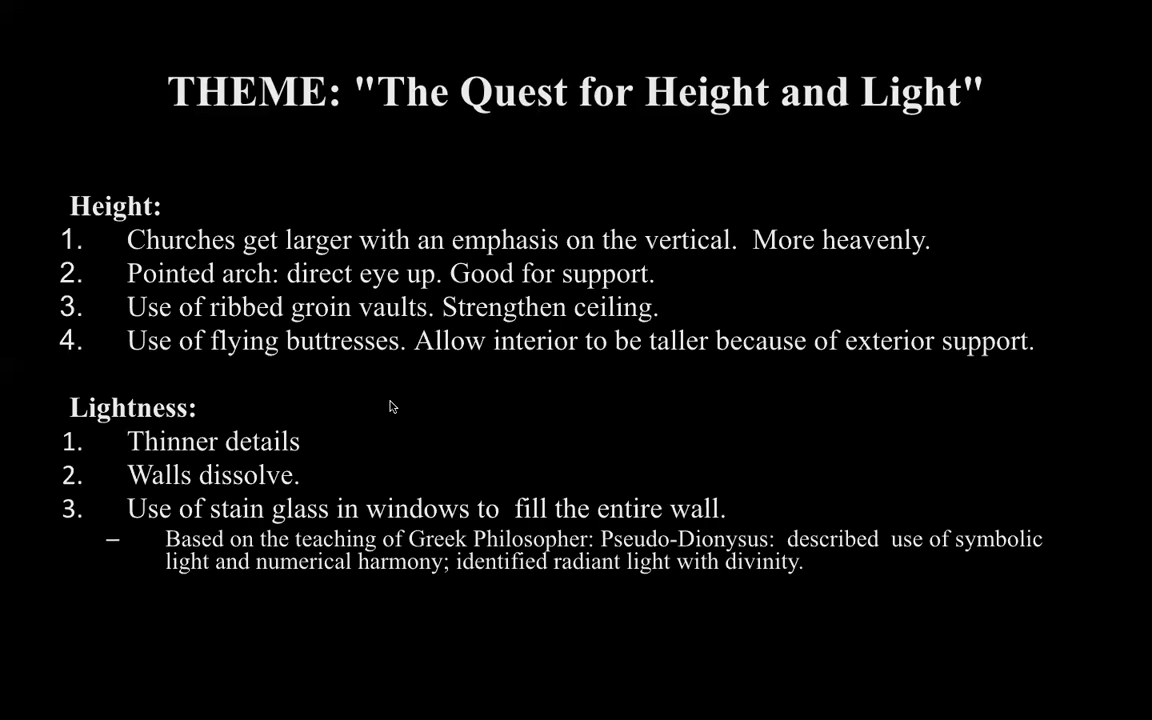 THEME: "The Quest for Height and Light"
Height:
1. Churches get larger with an emphasis on the vertical.  More heavenly.
2. Pointed arch: direct eye up. Good for support.
3. Use of ribbed groin vaults. Strengthen ceiling.
4. Use of flying buttresses. Allow interior to be taller because of exterior support.
Lightness:
1. Thinner details
2. Walls dissolve.
3. Use of stain glass in windows to  fill the entire wall.
– Based on the teaching of Greek Philosopher: Pseudo-Dionysus:  described  use of symbolic
light and numerical harmony; identified radiant light with divinity.